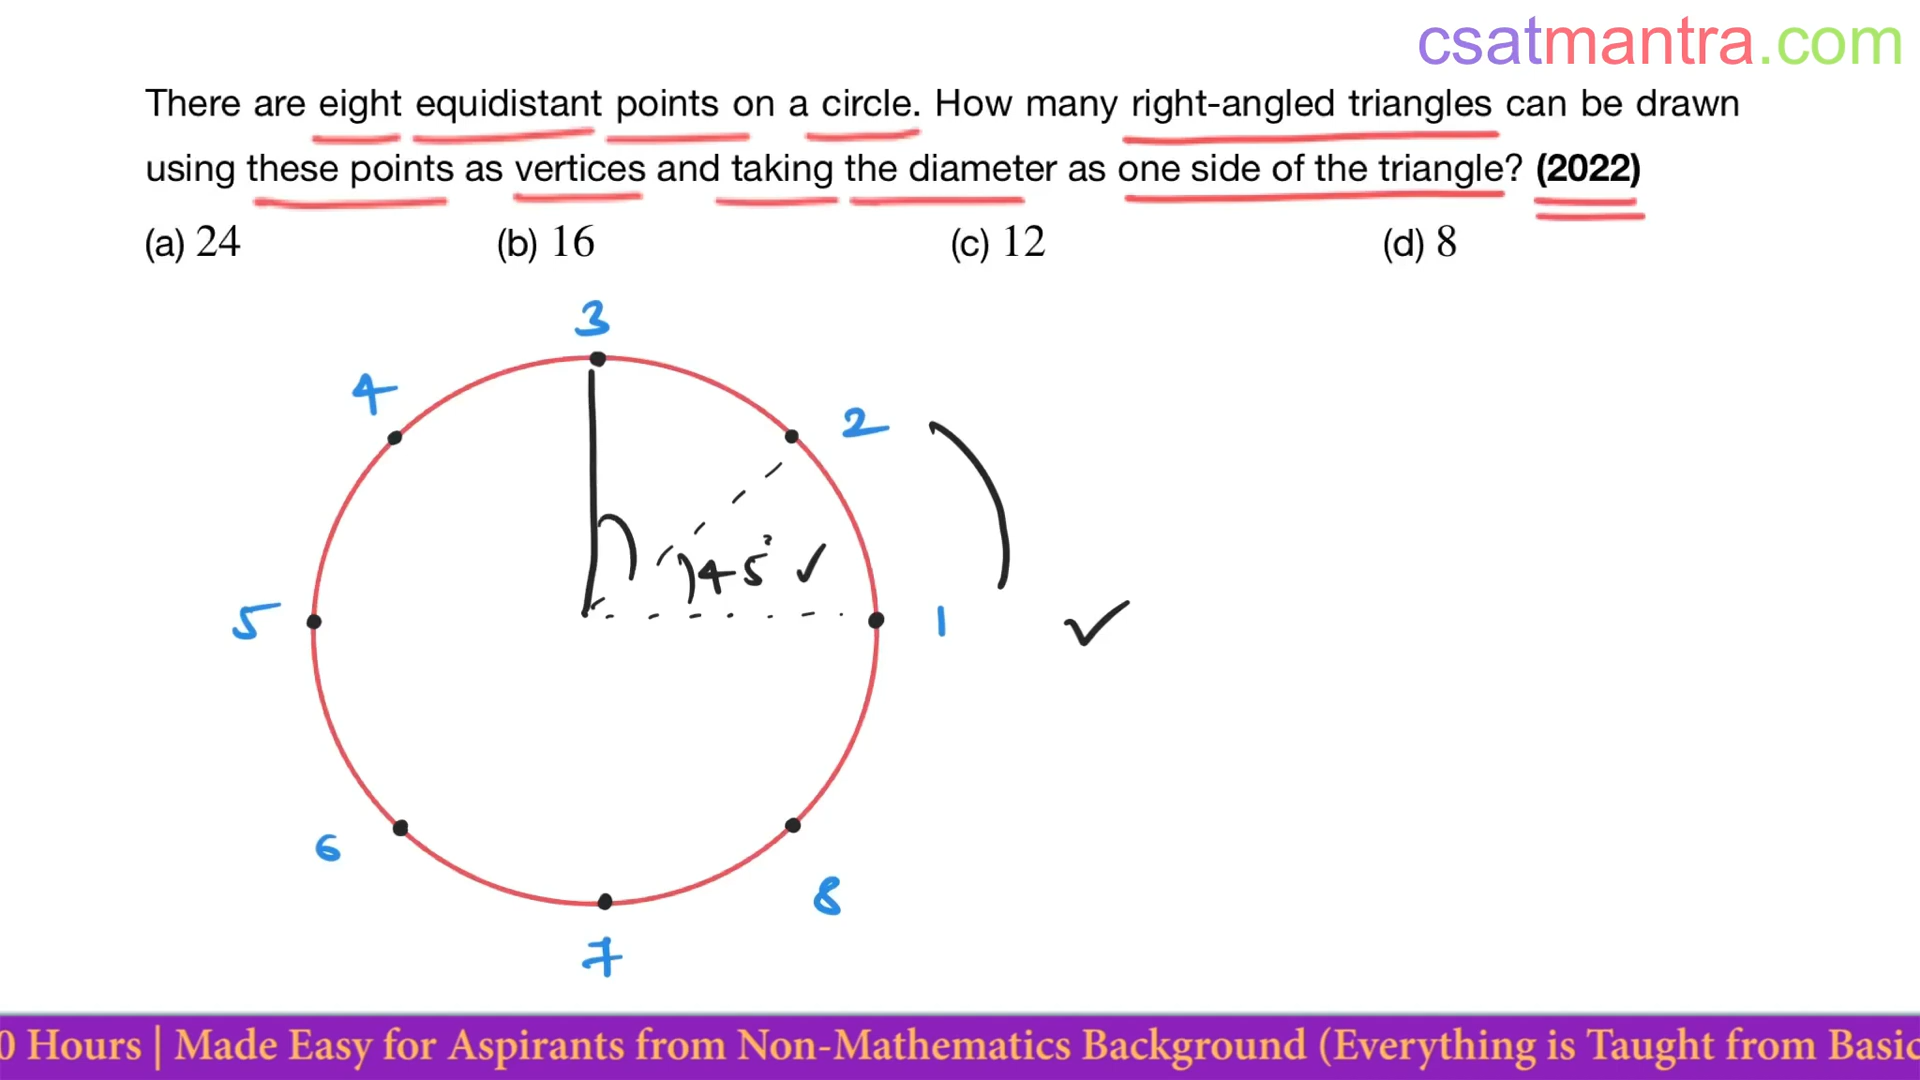 csatmantra.com
There are eight equidistant points on a circle. How many right-angled triangles can be drawn
using these points as vertices and taking the diameter as one side of the triangle? (2022)
(a) 24 (b) 16 (c) 12 (d) 8
3
4
2
45°
5
1
6
8
7
0 Hours | Made Easy for Aspirants from Non-Mathematics Background (Everything is Taught from Basic